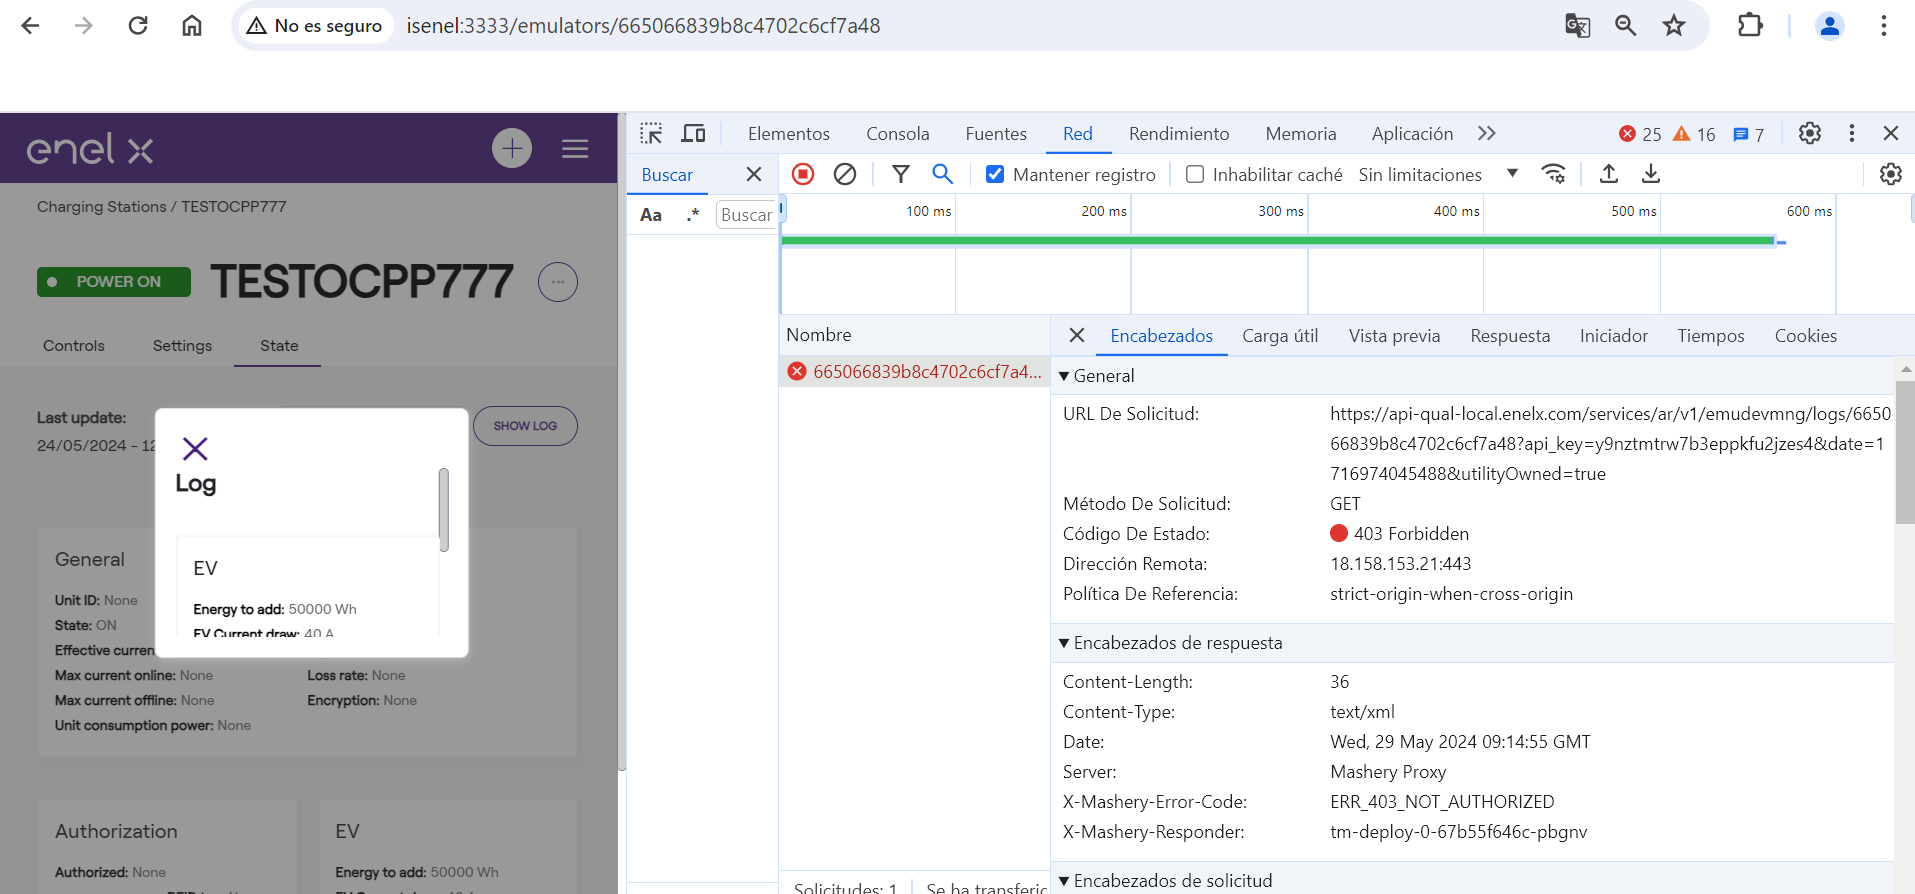 No es seguro
isenel:3333/emulators/665066839b8c4702c6cf7a48
enel x
Charging Stations / TESTOCPP777
POWER ON
TESTOCPP777
Controls
Settings
State
Last update:
24/05/2024 - 12
SHOW LOG
Log
EV
Energy to add: 50000 Wh
EV Current draw: 40 A
General
Unit ID: None
State: ON
Effective curren
Max current online: None
Loss rate: None
Max current offline: None
Encryption: None
Unit consumption power: None
Authorization
Authorized: None
EV
Energy to add: 50000 Wh
Elementos
Consola
Fuentes
Red
Rendimiento
Memoria
Aplicación
25
16
7
Buscar
Mantener registro
Inhabilitar caché
Sin limitaciones
Aa
.*
Buscar
100 ms
200 ms
300 ms
400 ms
500 ms
600 ms
Nombre
665066839b8c4702c6cf7a4...
Encabezados
Carga útil
Vista previa
Respuesta
Iniciador
Tiempos
Cookies
General
URL De Solicitud:
https://api-qual-local.enelx.com/services/ar/v1/emudevmng/logs/6650
66839b8c4702c6cf7a48?api_key=y9nztmtrw7b3eppkfu2jzes4&date=1
716974045488&utilityOwned=true
Método De Solicitud:
GET
Código De Estado:
403 Forbidden
Dirección Remota:
18.158.153.21:443
Política De Referencia:
strict-origin-when-cross-origin
Encabezados de respuesta
Content-Length:
36
Content-Type:
text/xml
Date:
Wed, 29 May 2024 09:14:55 GMT
Server:
Mashery Proxy
X-Mashery-Error-Code:
ERR_403_NOT_AUTHORIZED
X-Mashery-Responder:
tm-deploy-0-67b55f646c-pbgnv
Encabezados de solicitud
Solicitudes: 1
Se ha transferic